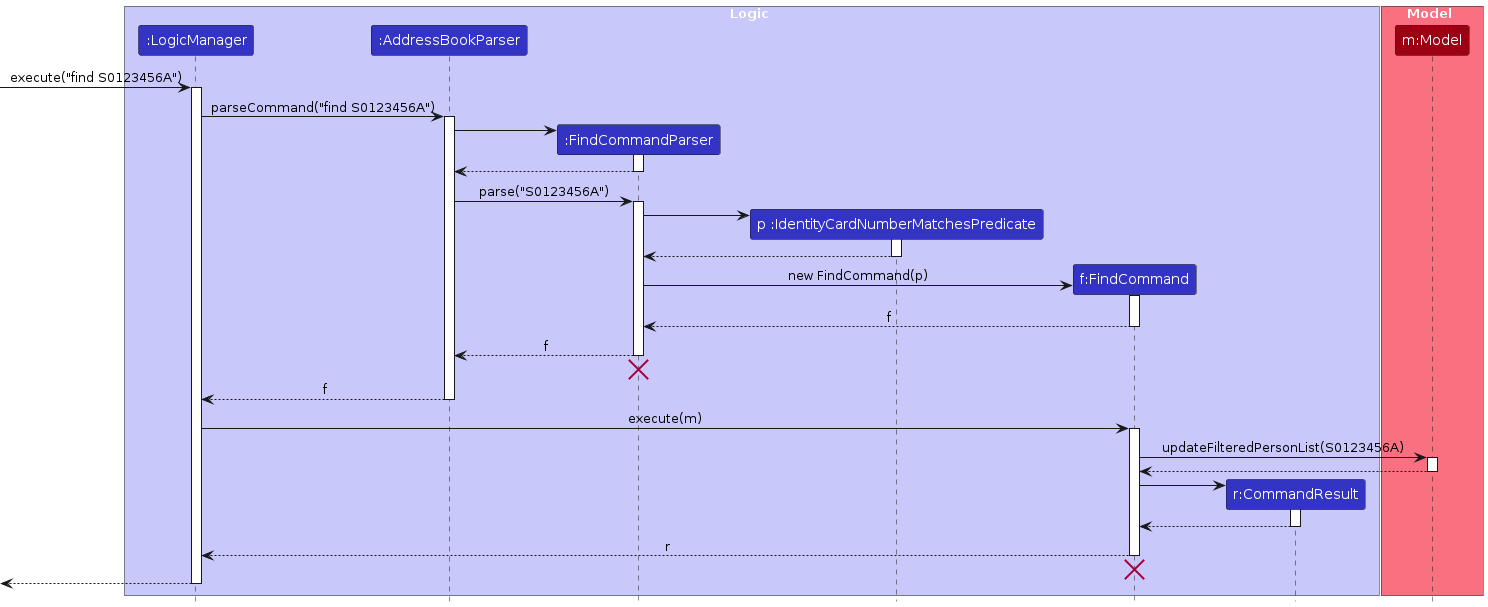 Logic
Model
:LogicManager
:AddressBookParser
m:Model
execute("find S0123456A")
parseCommand("find S0123456A")
:FindCommandParser
parse("S0123456A")
p :IdentityCardNumberMatchesPredicate
new FindCommand(p)
f:FindCommand
f
f
f
execute(m)
updateFilteredPersonList(S0123456A)
r:CommandResult
r